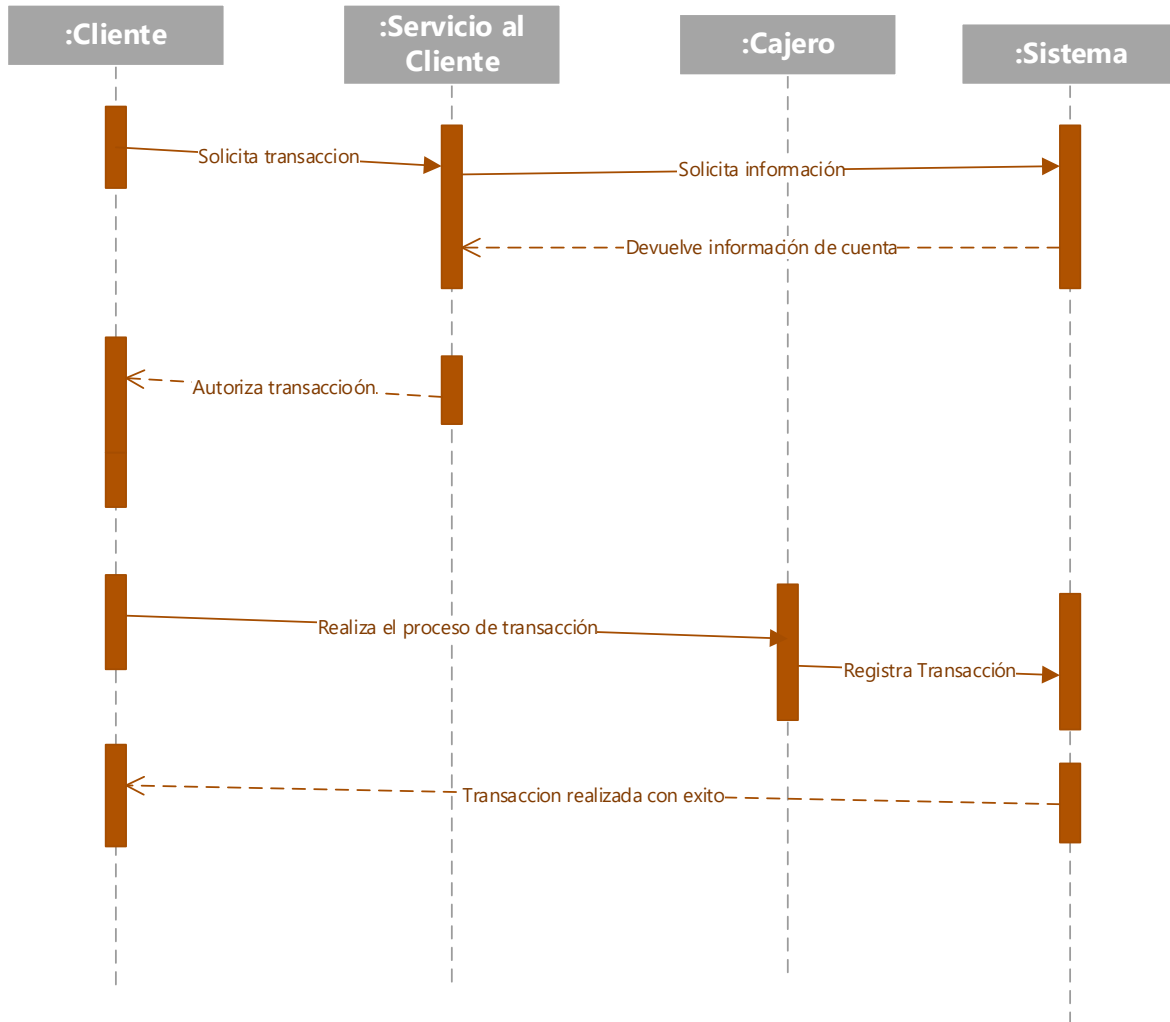 :Cliente
:Servicio al
Cliente
:Cajero
:Sistema
Solicita transaccion
Solicita información
Devuelve información de cuenta
Autoriza transaccioón.
Realiza el proceso de transacción
Registra Transacción
Transaccion realizada con exito